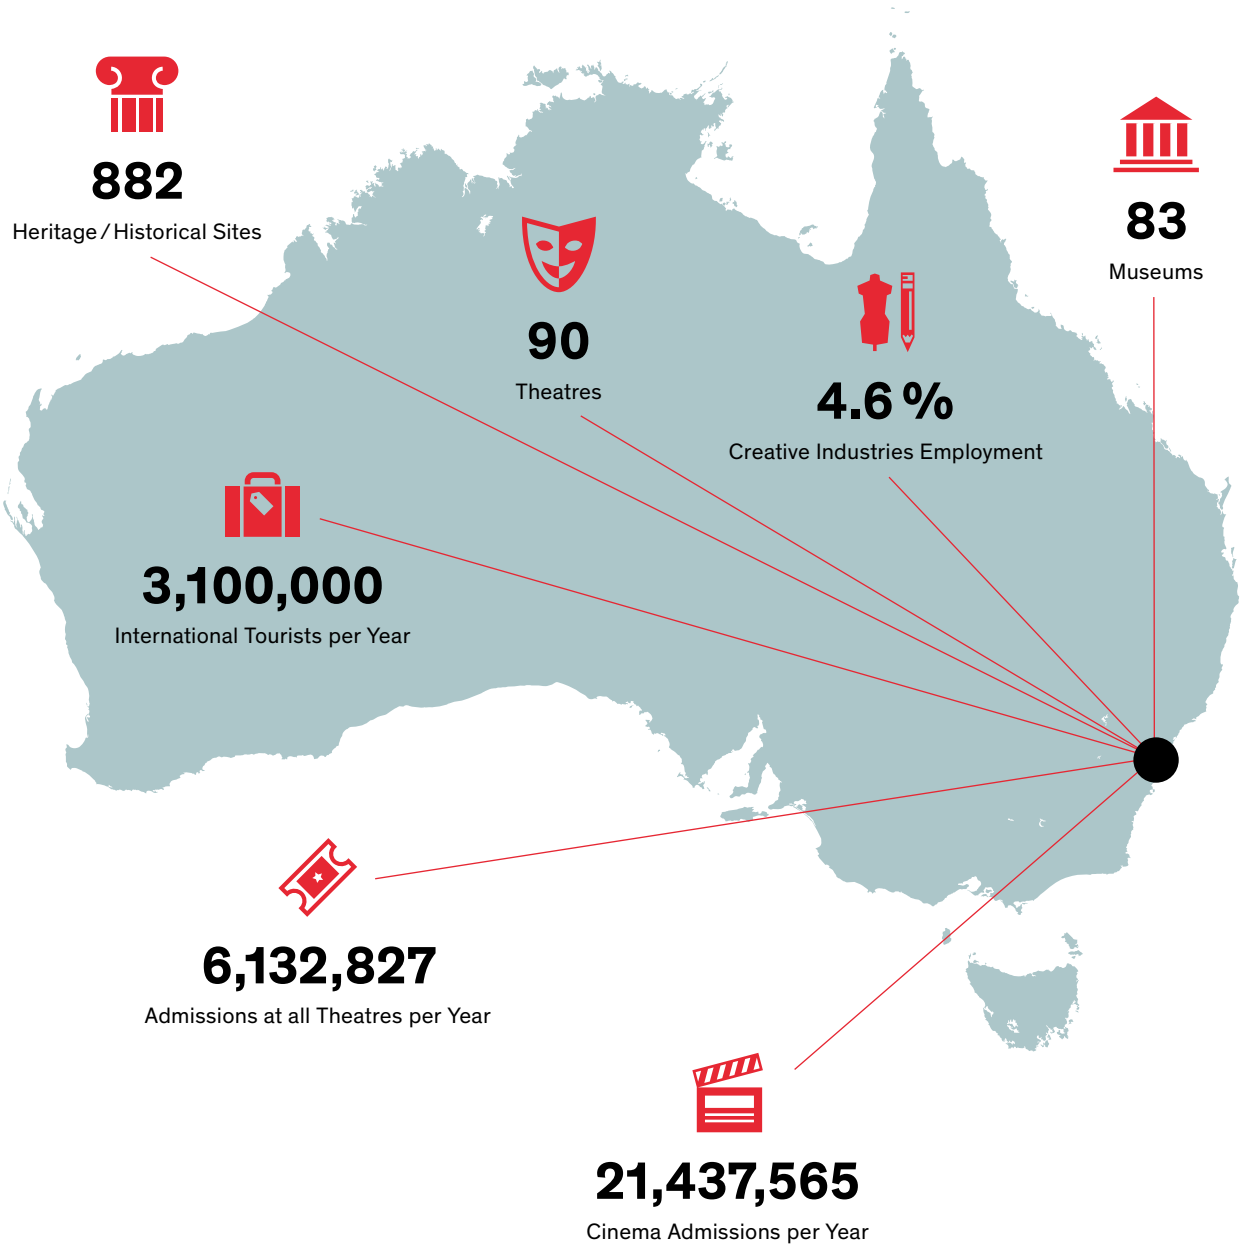 882
Heritage / Historical Sites
83
Museums
90
Theatres
4.6 %
Creative Industries Employment
3,100,000
International Tourists per Year
6,132,827
Admissions at all Theatres per Year
21,437,565
Cinema Admissions per Year